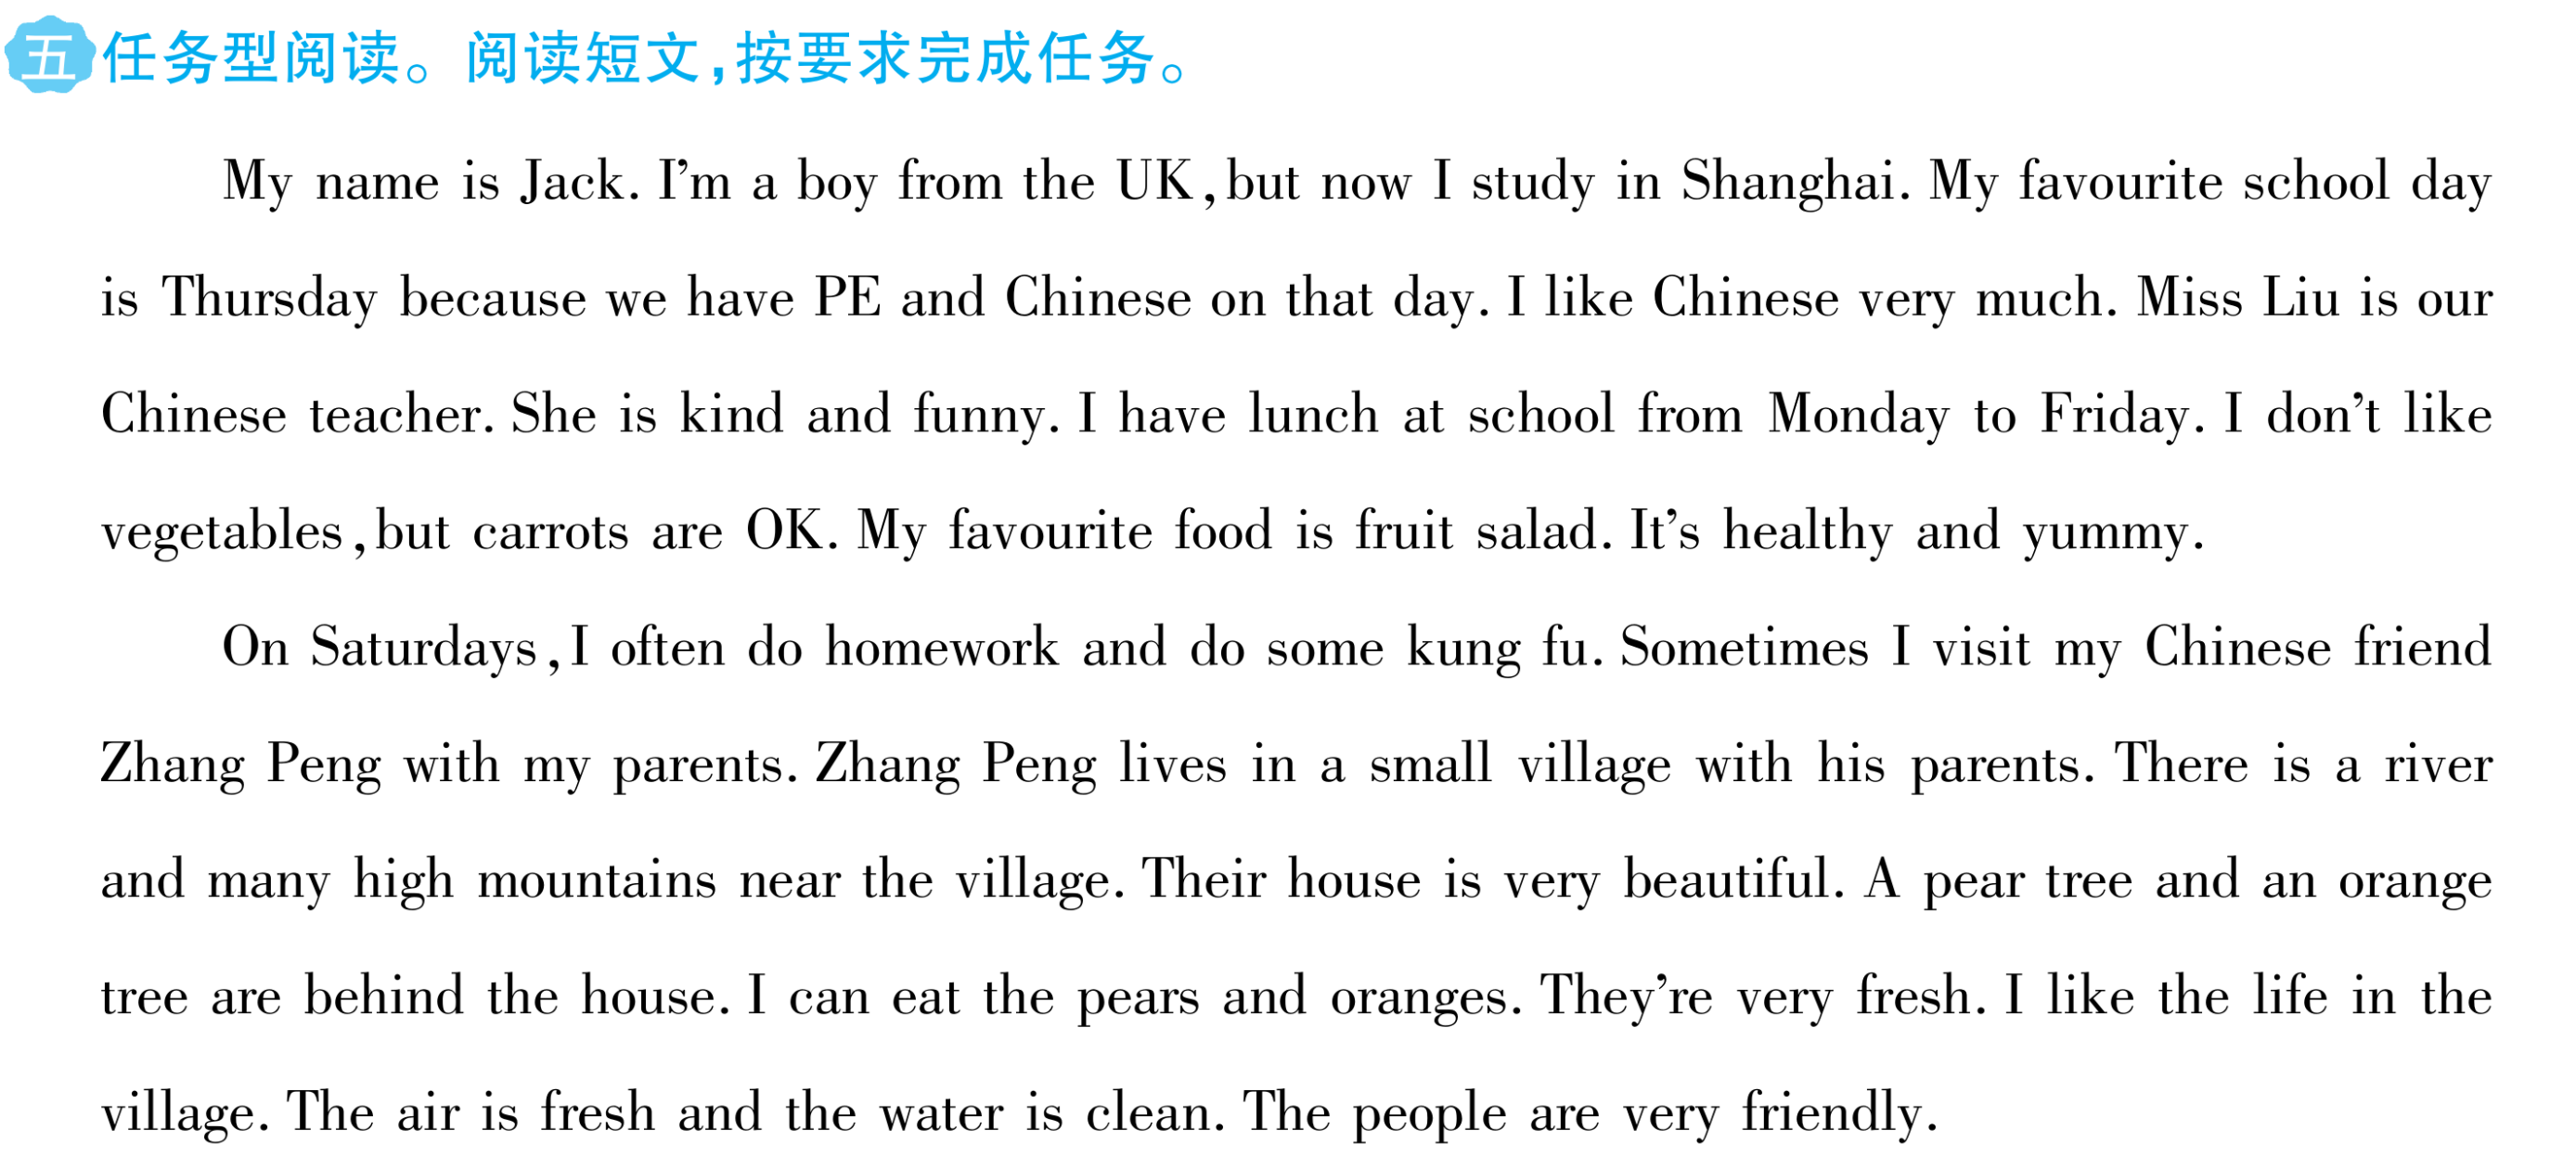 五 任务型阅读。阅读短文,按要求完成任务。
My name is Jack. I'm a boy from the UK, but now I study in Shanghai. My favourite school day
is Thursday because we have PE and Chinese on that day. I like Chinese very much. Miss Liu is our
Chinese teacher. She is kind and funny. I have lunch at school from Monday to Friday. I don't like
vegetables, but carrots are OK. My favourite food is fruit salad. It's healthy and yummy.
On Saturdays, I often do homework and do some kung fu. Sometimes I visit my Chinese friend
Zhang Peng with my parents. Zhang Peng lives in a small village with his parents. There is a river
and many high mountains near the village. Their house is very beautiful. A pear tree and an orange
tree are behind the house. I can eat the pears and oranges. They're very fresh. I like the life in the
village. The air is fresh and the water is clean. The people are very friendly.